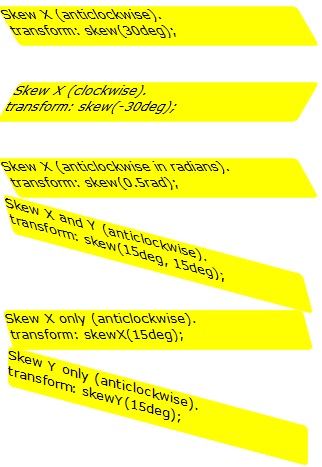 Skew X (anticlockwise).
transform: skew(30deg);
Skew X (clockwise).
transform: skew(-30deg);
Skew X (anticlockwise in radians).
transform: skew(0.5rad);
Skew X and Y (anticlockwise).
transform: skew(15deg, 15deg);
Skew X only (anticlockwise).
transform: skewX(15deg);
Skew Y only (anticlockwise).
transform: skewY(15deg);